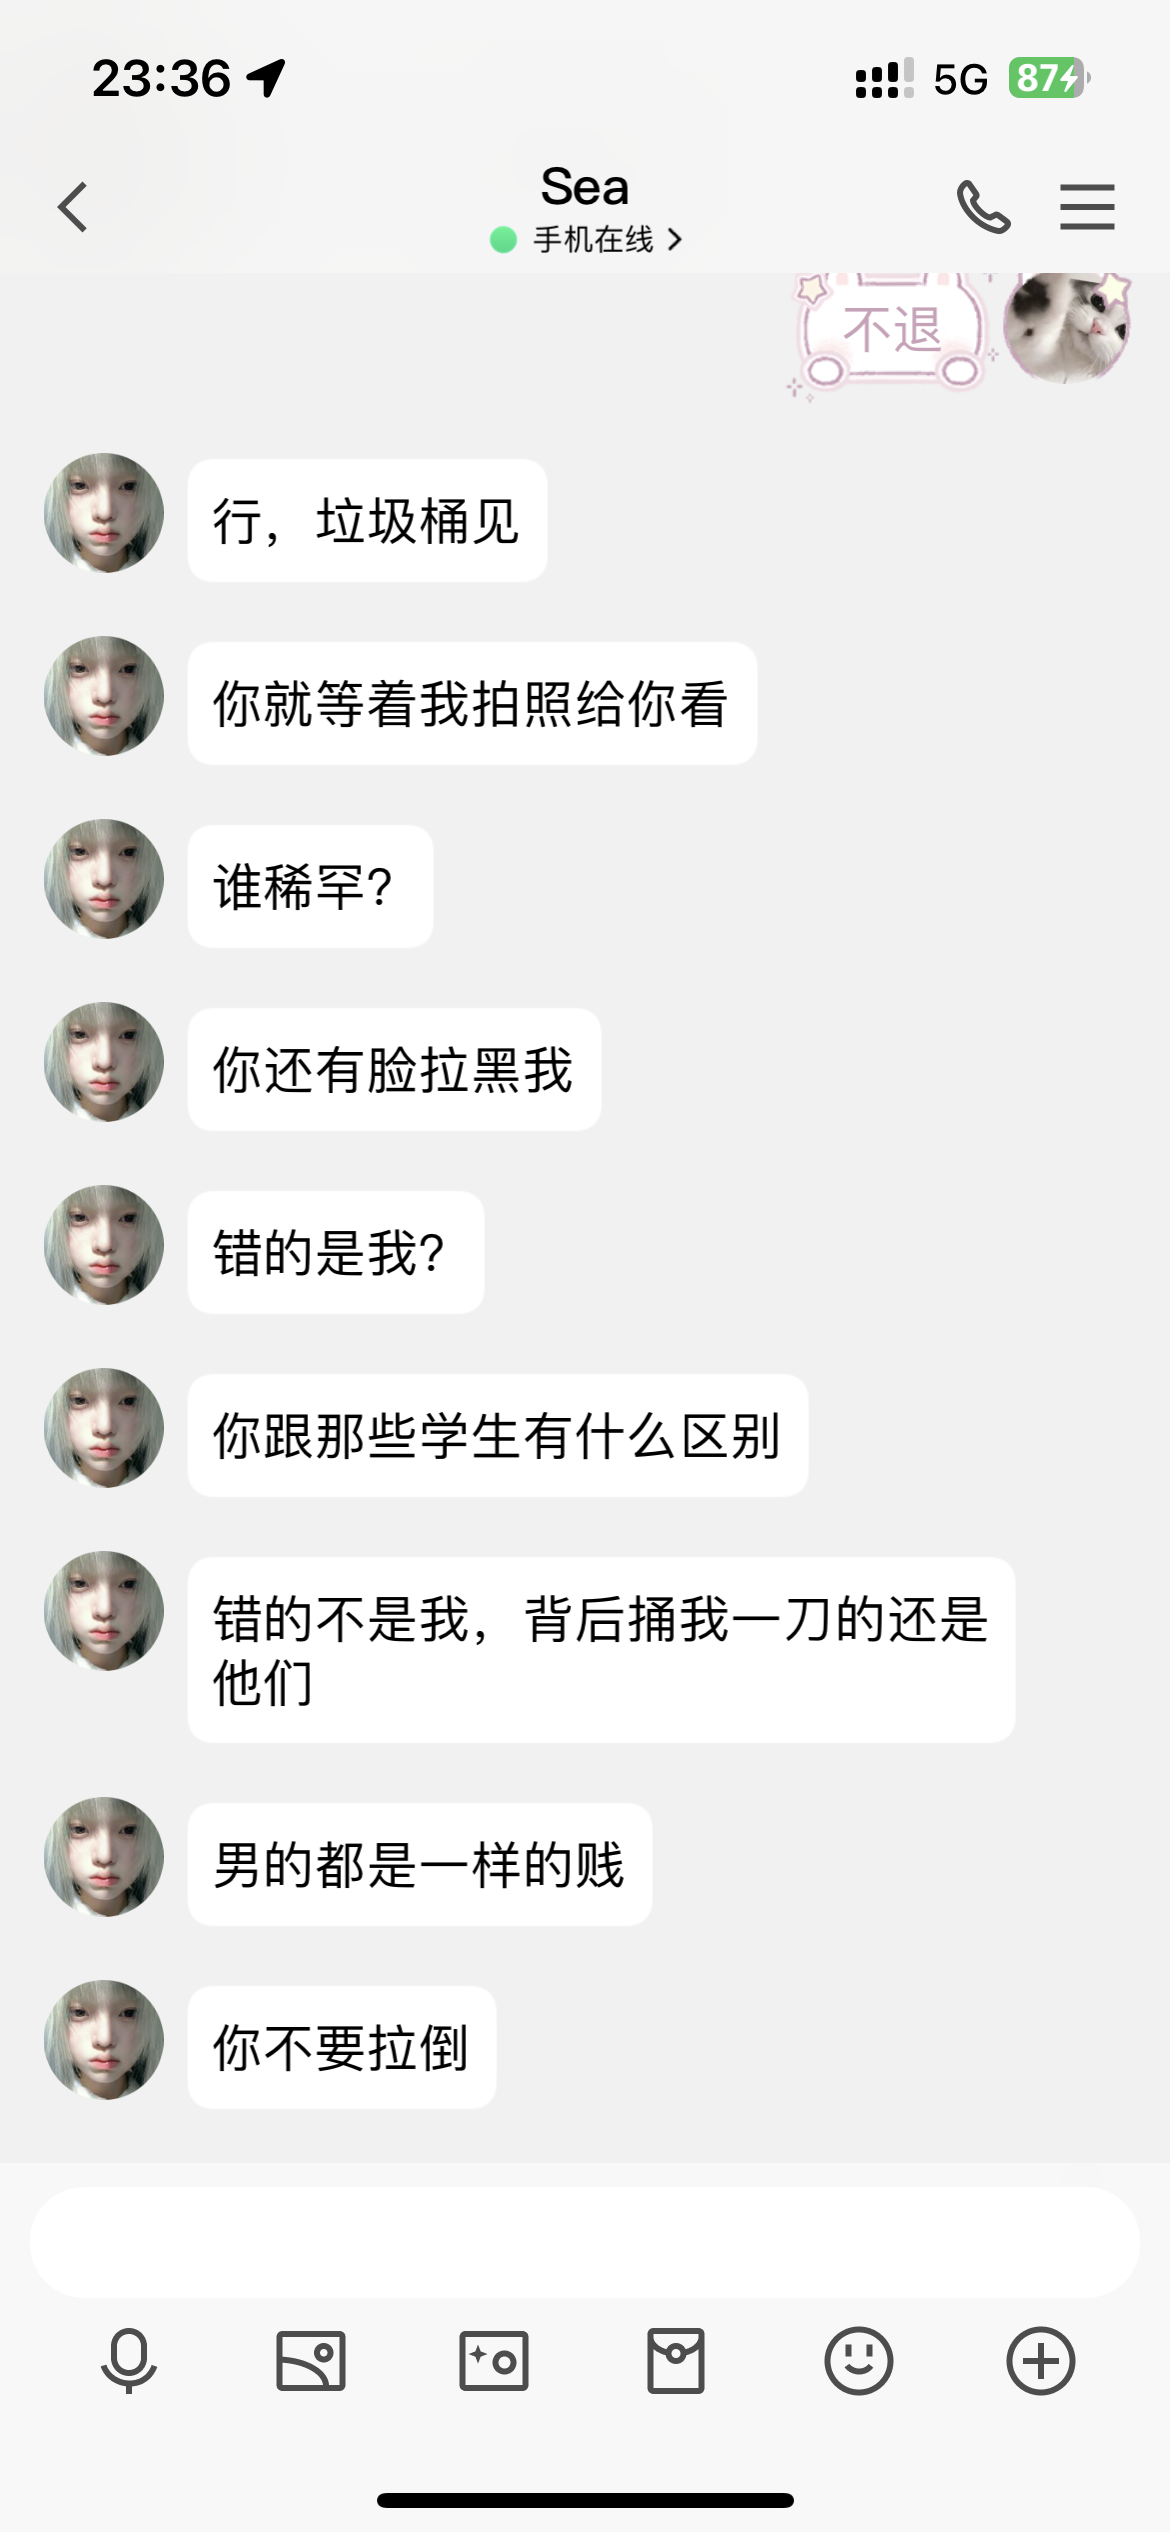 23:36
5G
87
Sea
手机在线
不退
行，垃圾桶见
你就等着我拍照给你看
谁稀罕？
你还有脸拉黑我
错的是我？
你跟那些学生有什么区别
错的不是我，背后捅我一刀的还是
他们
男的都是一样的贱
你不要拉倒